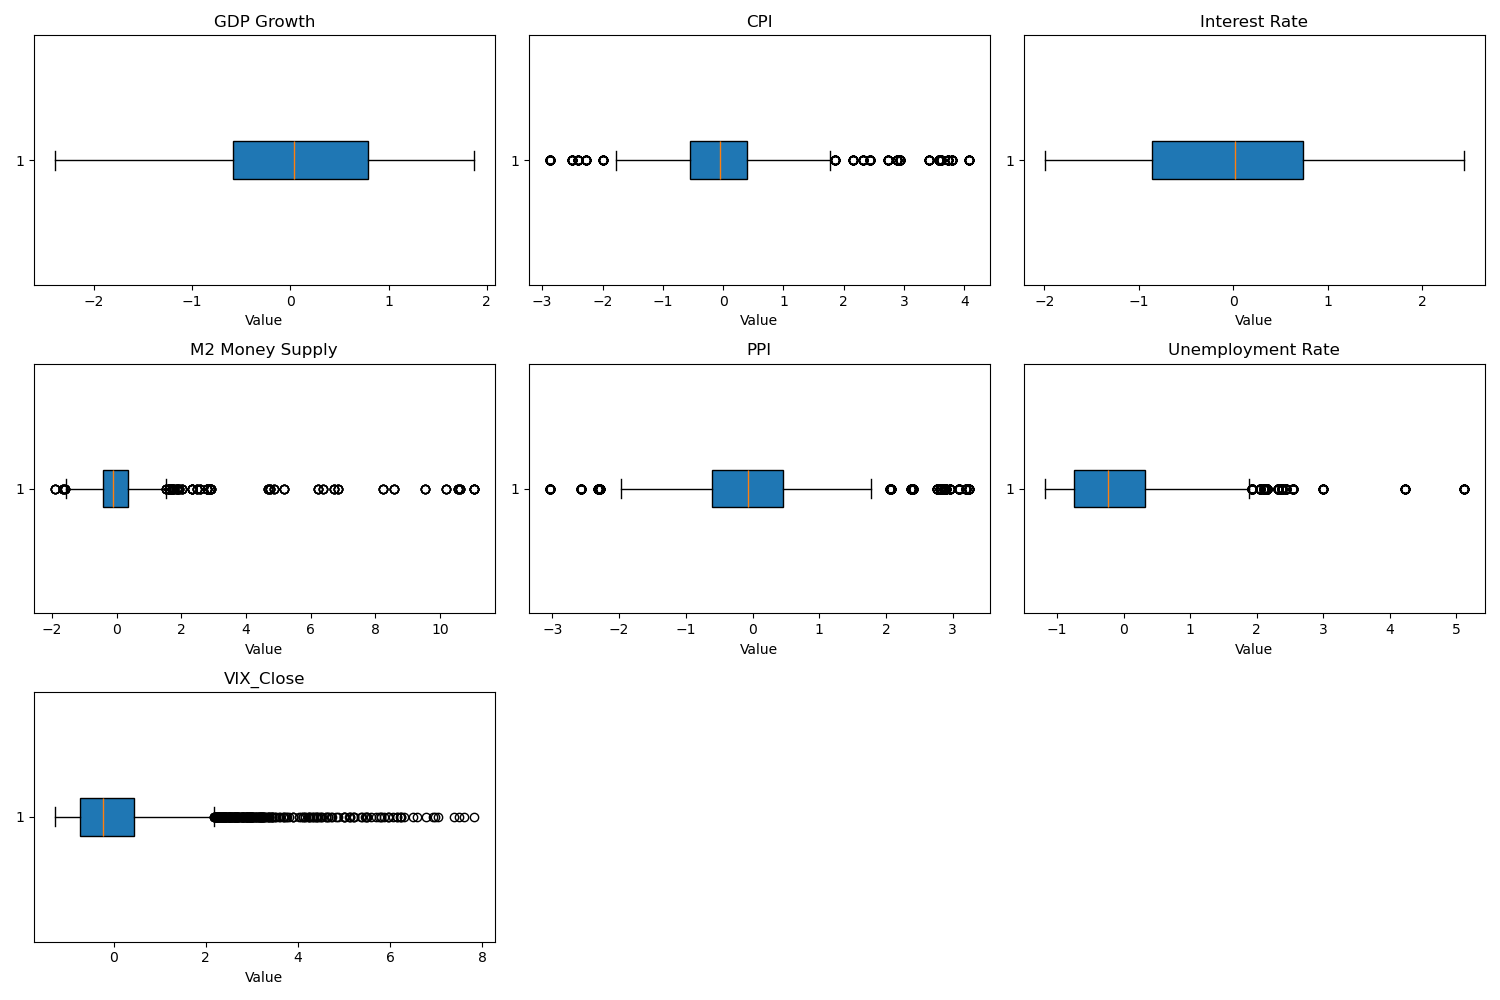 GDP Growth
1
−2 −1 0 1 2
Value
CPI
1
−3 −2 −1 0 1 2 3 4
Value
Interest Rate
1
−2 −1 0 1 2
Value
M2 Money Supply
1
−2 0 2 4 6 8 10
Value
PPI
1
−3 −2 −1 0 1 2 3
Value
Unemployment Rate
1
−1 0 1 2 3 4 5
Value
VIX_Close
1
0 2 4 6 8
Value